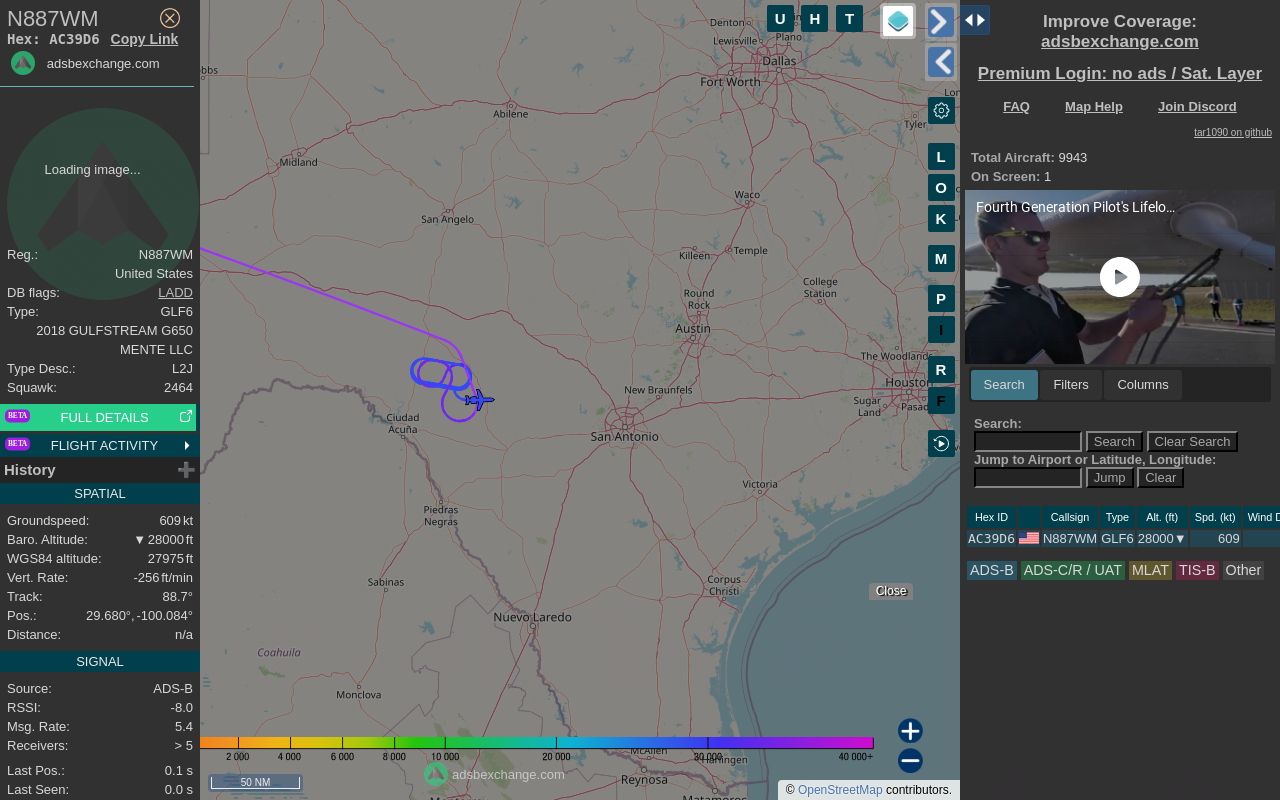 N887WM
Hex: AC39D6 Copy Link
adsbexchange.com
Loading image...
Reg.: N887WM
United States
DB flags: LADD
Type: GLF6
2018 GULFSTREAM G650
MENTE LLC
Type Desc.: L2J
Squawk: 2464
BETA FULL DETAILS
BETA FLIGHT ACTIVITY
History
SPATIAL
Groundspeed: 609 kt
Baro. Altitude: ▼ 28000 ft
WGS84 altitude: 27975 ft
Vert. Rate: -256 ft/min
Track: 88.7°
Pos.: 29.680°, -100.084°
Distance: n/a
SIGNAL
Source: ADS-B
RSSI: -8.0
Msg. Rate: 5.4
Receivers: > 5
Last Pos.: 0.1 s
Last Seen: 0.0 s
bbs
Denton
Lewisville
Plano
Dallas
Fort Worth
Abilene
Tyler
Midland
Waco
San Angelo
Killeen
Temple
College
Station
Round
Rock
Austin
The Woodlands
Houston
New Braunfels
Sugar
Land
Pasad
Ciudad
Acuña
San Antonio
Victoria
Piedras
Negras
Sabinas
Corpus
Christi
Nuevo Laredo
Coahuila
Monclova
McAllen
Harlingen
Reynosa
Matamoros
U H T
L
O
K
M
P
I
R
F
Close
2 000 4 000 6 000 8 000 10 000 20 000 30 000 40 000+
adsbexchange.com
50 NM
© OpenStreetMap contributors.
Improve Coverage:
adsbexchange.com
Premium Login: no ads / Sat. Layer
FAQ Map Help Join Discord
tar1090 on github
Total Aircraft: 9943
On Screen: 1
Fourth Generation Pilot's Lifelo...
Search Filters Columns
Search:
Search Clear Search
Jump to Airport or Latitude, Longitude:
Jump Clear
Hex ID Callsign Type Alt. (ft) Spd. (kt) Wind D
AC39D6 N887WM GLF6 28000▼ 609
ADS-B ADS-C/R / UAT MLAT TIS-B Other